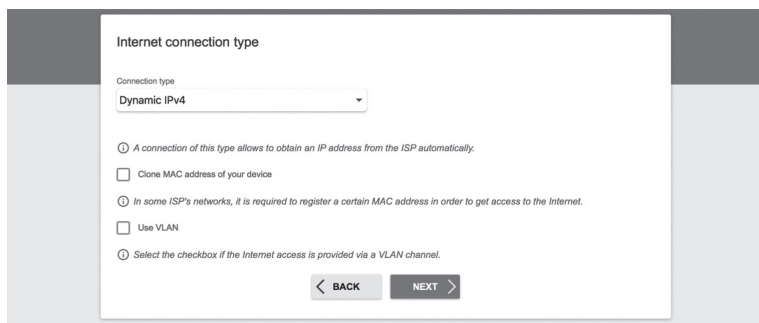 Internet connection type
Connection type
Dynamic IPv4
A connection of this type allows to obtain an IP address from the ISP automatically.
Clone MAC address of your device
In some ISP's networks, it is required to register a certain MAC address in order to get access to the Internet.
Use VLAN
Select the checkbox if the Internet access is provided via a VLAN channel.
BACK NEXT